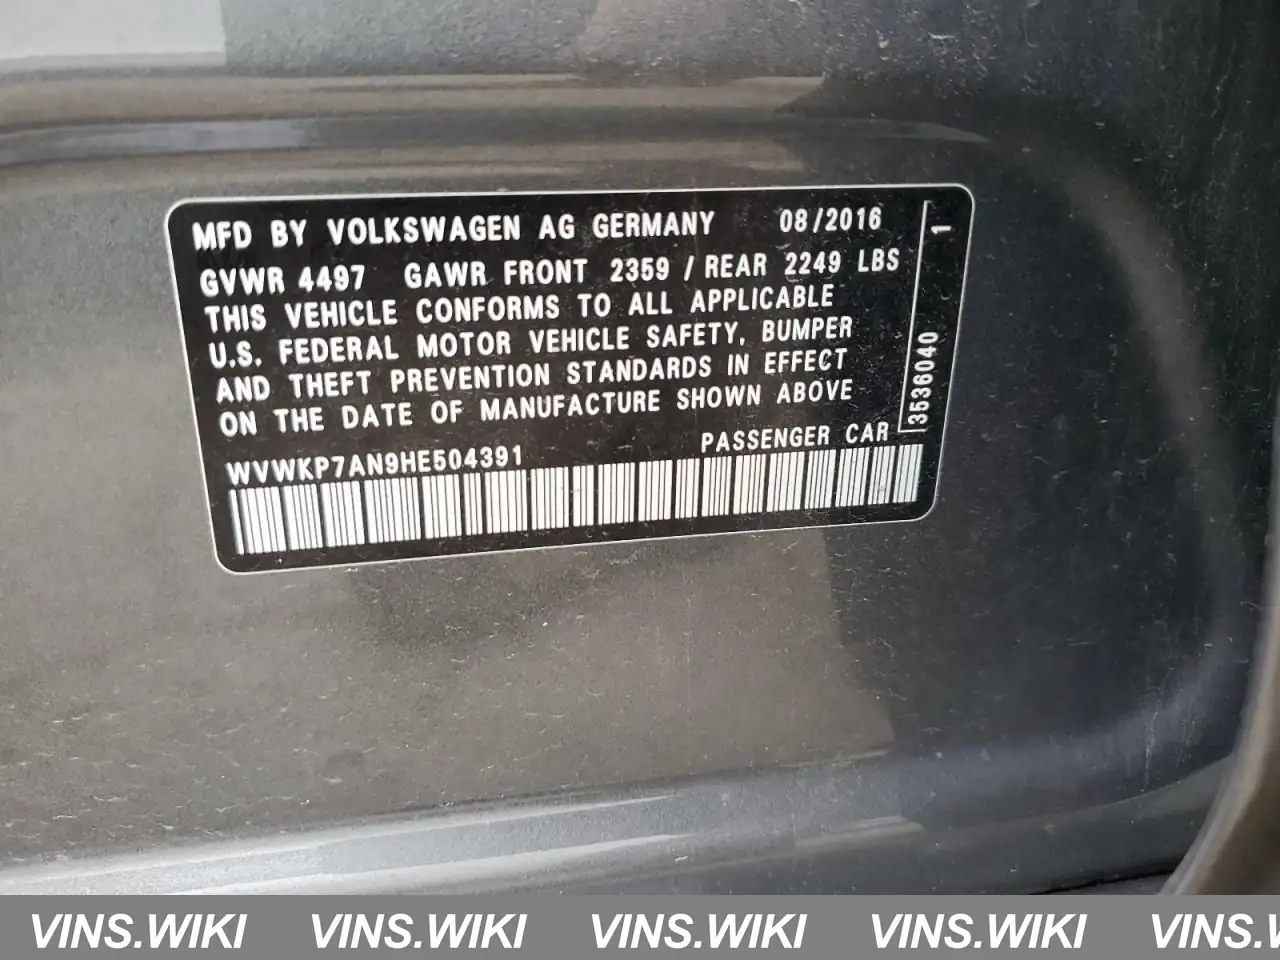 MFD BY VOLKSWAGEN AG GERMANY 08/2016
GVWR 4497 GAWR FRONT 2359 / REAR 2249 LBS
THIS VEHICLE CONFORMS TO ALL APPLICABLE
U.S. FEDERAL MOTOR VEHICLE SAFETY, BUMPER
AND THEFT PREVENTION STANDARDS IN EFFECT
ON THE DATE OF MANUFACTURE SHOWN ABOVE
PASSENGER CAR
WVWKP7AN9HE504391
3536040
1
VINS.WIKI VINS.WIKI VINS.WIKI VINS.WIKI VINS.W